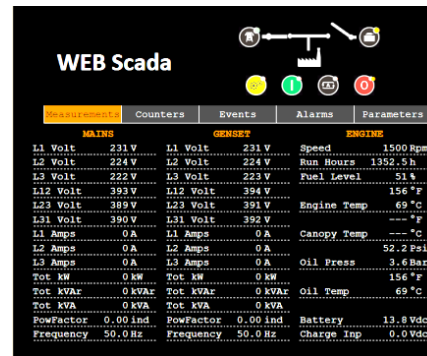 WEB Scada
Measurements Counters Events Alarms Parameters
MAINS GENSET ENGINE
L1 Volt 231 V L1 Volt 231 V Speed 1500 Rpm
L2 Volt 224 V L2 Volt 224 V Run Hours 1352.5 h
L3 Volt 222 V L3 Volt 223 V Fuel Level 51 %
L12 Volt 393 V L12 Volt 394 V 156 °F
L23 Volt 389 V L23 Volt 391 V Engine Temp 69 °C
L31 Volt 390 V L31 Volt 392 V --- °F
L1 Amps 0 A L1 Amps 0 A Canopy Temp --- °C
L2 Amps 0 A L2 Amps 0 A 52.2 Psi
L3 Amps 0 A L3 Amps 0 A Oil Press 3.6 Bar
Tot kW 0 kW Tot kW 0 kW 156 °F
Tot kVAr 0 kVAr Tot kVAr 0 kVAr Oil Temp 69 °C
Tot kVA 0 kVA Tot kVA 0 kVA
PowFactor 0.00 ind PowFactor 0.00 ind Battery 13.8 Vdc
Frequency 50.0 Hz Frequency 50.0 Hz Charge Inp 0.0 Vdc